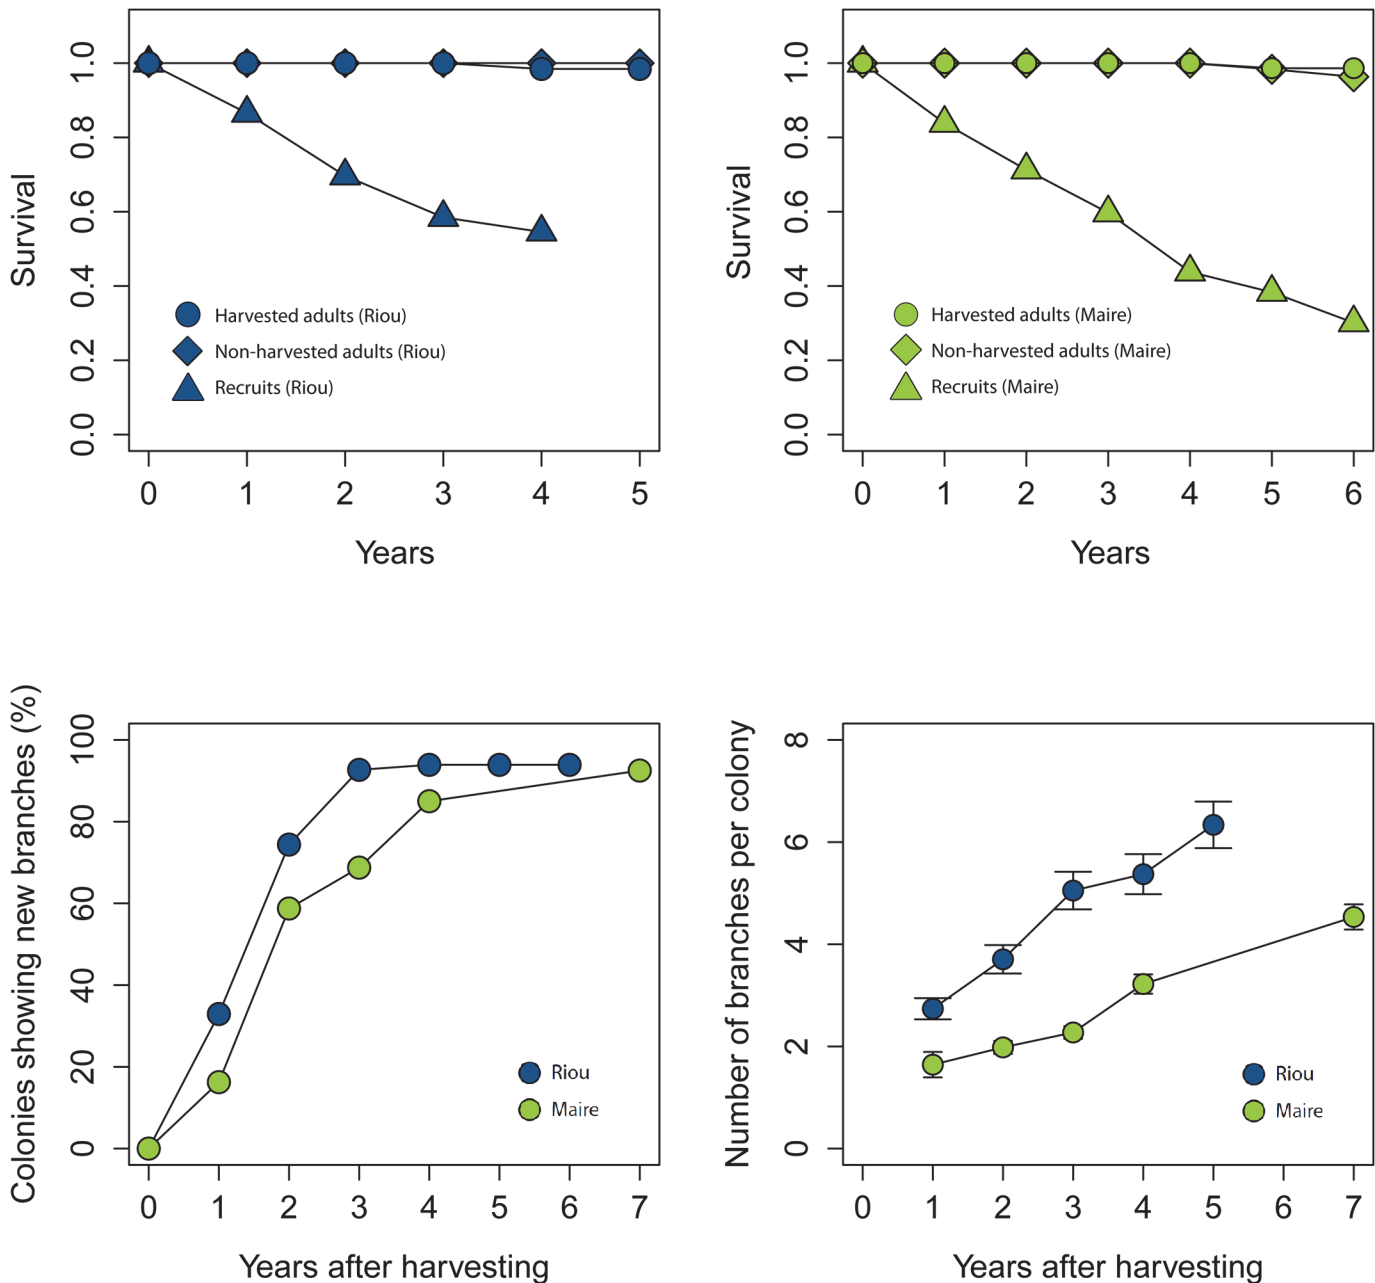 Survival
1.0
0.8
0.6
0.4
0.2
0.0
Harvested adults (Riou)
Non-harvested adults (Riou)
Recruits (Riou)
0 1 2 3 4 5
Years
Survival
1.0
0.8
0.6
0.4
0.2
0.0
Harvested adults (Maire)
Non-harvested adults (Maire)
Recruits (Maire)
0 1 2 3 4 5 6
Years
Colonies showing new branches (%)
100
80
60
40
20
0
Riou
Maire
0 1 2 3 4 5 6 7
Years after harvesting
Number of branches per colony
8
6
4
2
0
Riou
Maire
0 1 2 3 4 5 6 7
Years after harvesting